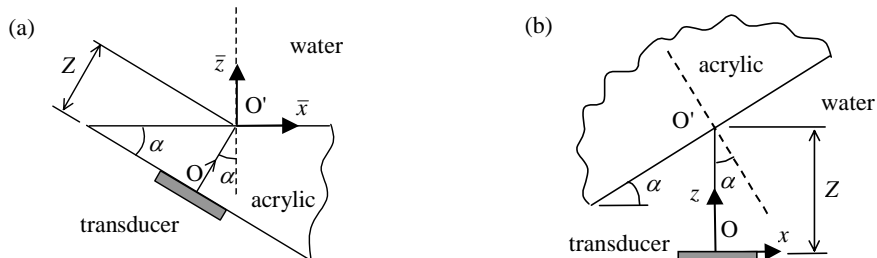 (a)
water
z̅
Z
O'
x̅
α
O
α
acrylic
transducer
(b)
acrylic
water
O'
α
z
α
Z
O
transducer
x